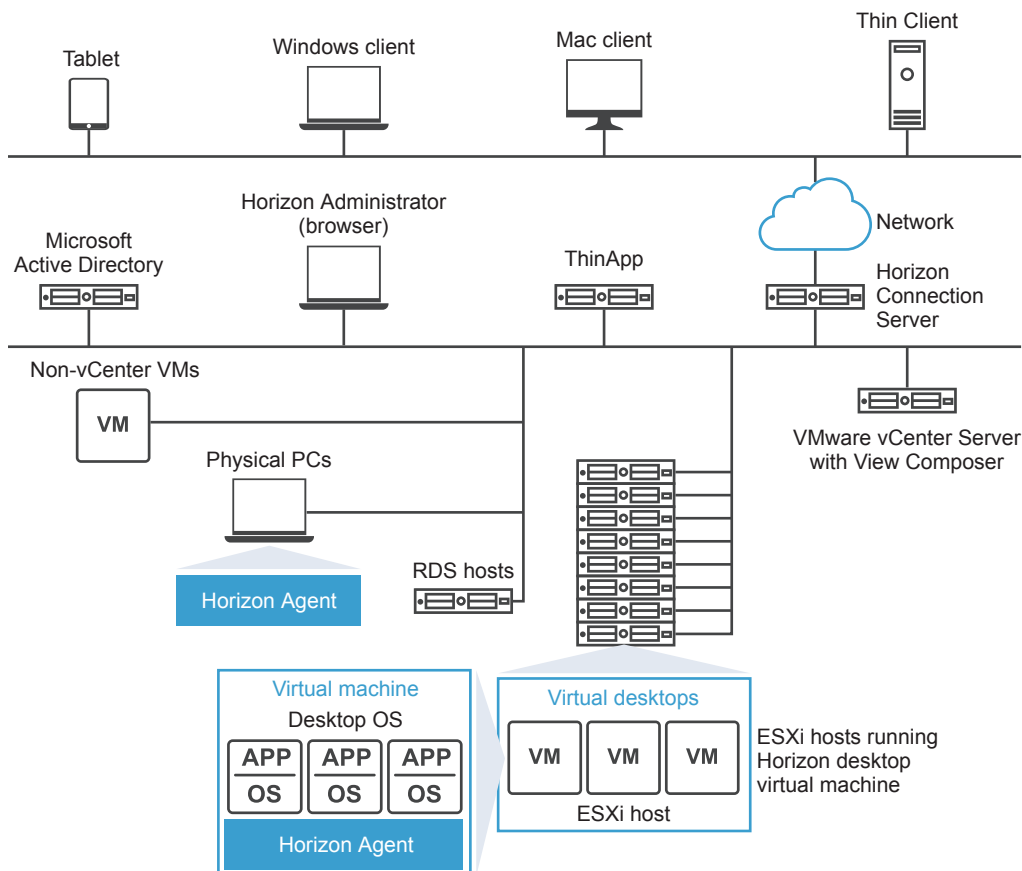 Tablet
Windows client
Mac client
Thin Client
Network
Microsoft
Active Directory
Horizon Administrator
(browser)
ThinApp
Horizon
Connection
Server
Non-vCenter VMs
VM
VMware vCenter Server
with View Composer
Physical PCs
Horizon Agent
RDS hosts
Virtual machine
Desktop OS
APP
OS
APP
OS
APP
OS
Horizon Agent
Virtual desktops
VM
VM
VM
ESXi host
ESXi hosts running
Horizon desktop
virtual machine